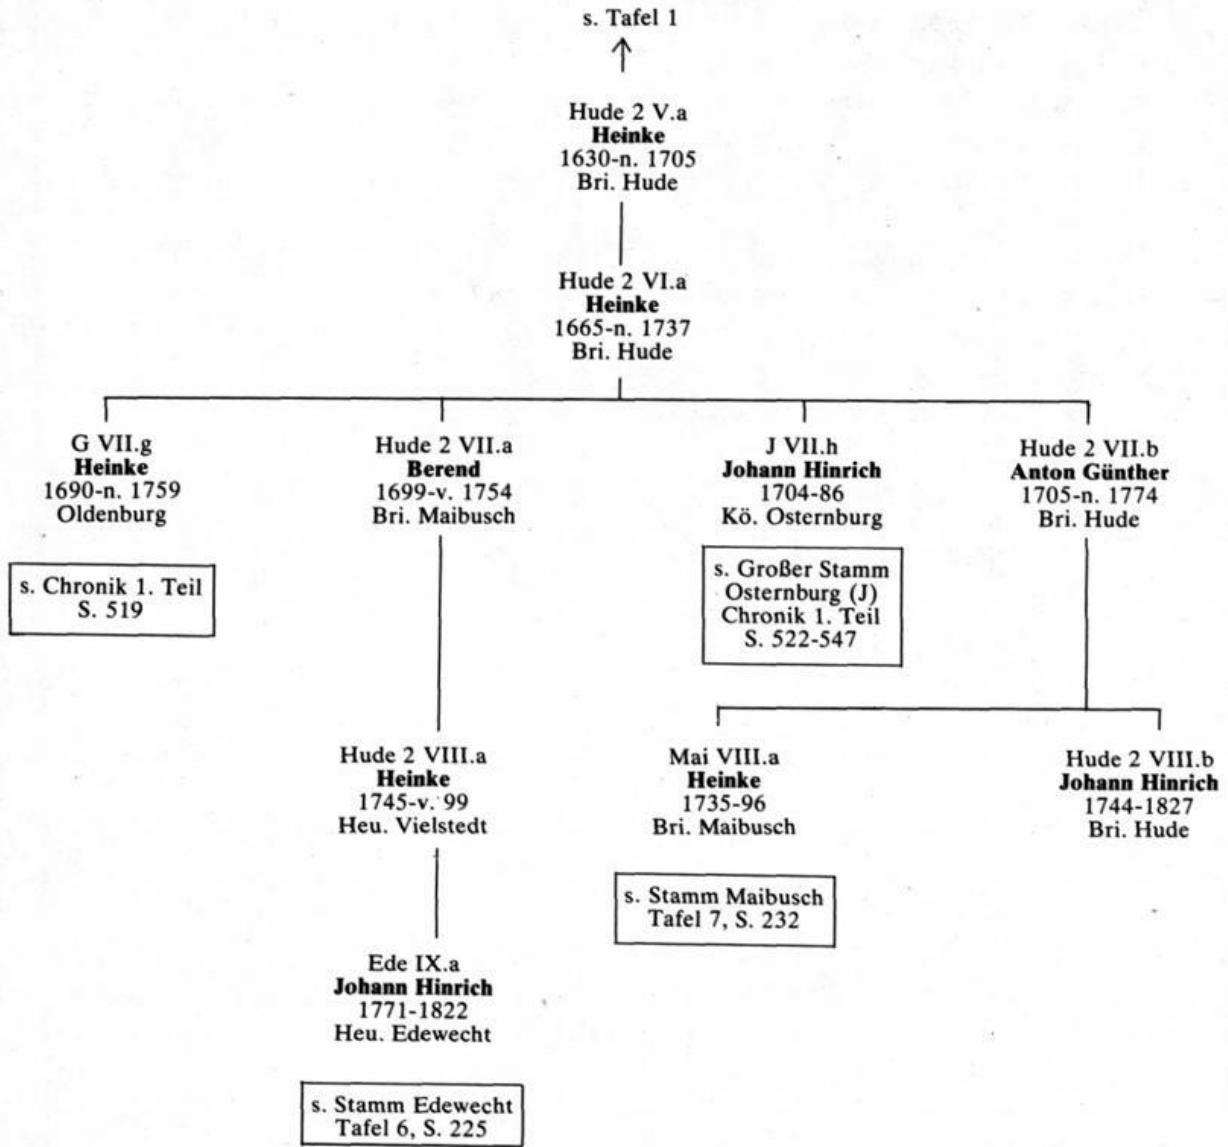 s. Tafel 1
Hude 2 V.a
Heinke
1630-n. 1705
Bri. Hude
Hude 2 VI.a
Heinke
1665-n. 1737
Bri. Hude
G VII.g
Heinke
1690-n. 1759
Oldenburg
s. Chronik 1. Teil
S. 519
Hude 2 VII.a
Berend
1699-v. 1754
Bri. Maibusch
J VII.h
Johann Hinrich
1704-86
Kö. Osternburg
s. Großer Stamm
Osternburg (J)
Chronik 1. Teil
S. 522-547
Hude 2 VII.b
Anton Günther
1705-n. 1774
Bri. Hude
Hude 2 VIII.a
Heinke
1745-v. 99
Heu. Vielstedt
Mai VIII.a
Heinke
1735-96
Bri. Maibusch
s. Stamm Maibusch
Tafel 7, S. 232
Hude 2 VIII.b
Johann Hinrich
1744-1827
Bri. Hude
Ede IX.a
Johann Hinrich
1771-1822
Heu. Edewecht
s. Stamm Edewecht
Tafel 6, S. 225